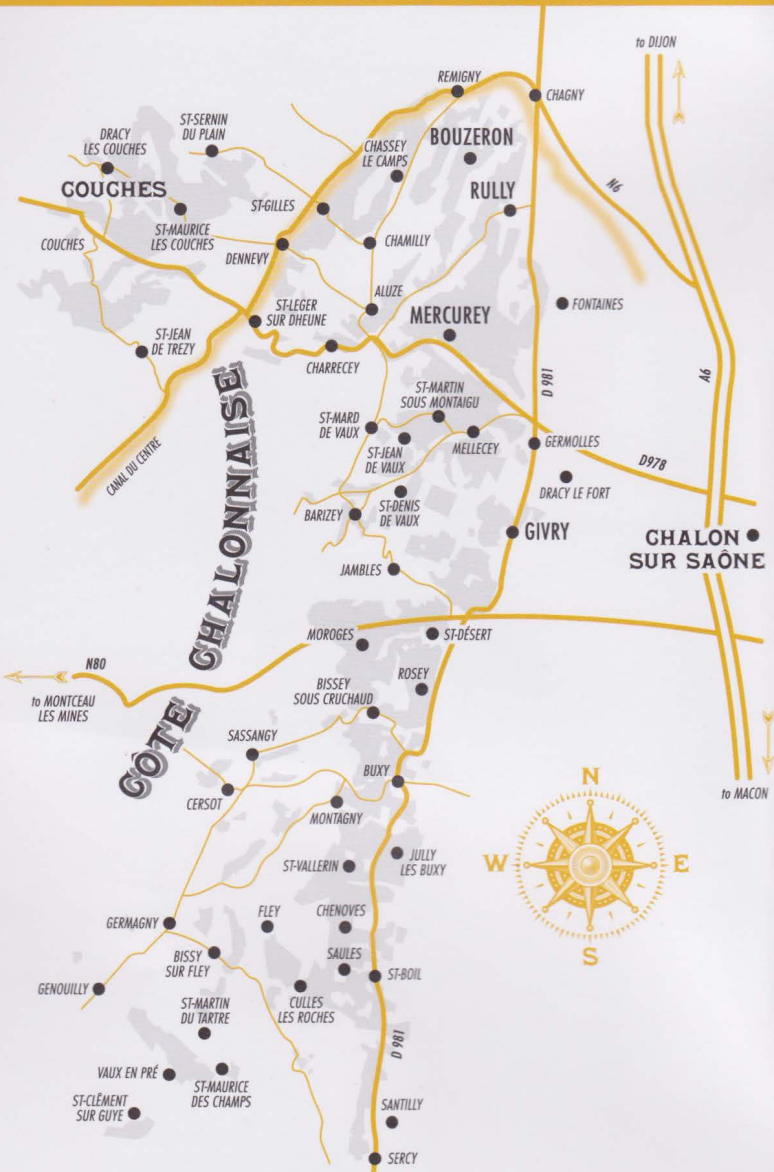 to DIJON
REMIGNY
CHAGNY
ST-SERNIN
DU PLAIN
DRACY
LES COUCHES
CHASSEY
LE CAMPS
BOUZERON
COUCHES
RULLY
N6
ST-MAURICE
LES COUCHES
ST-GILLES
COUCHES
DENNEVY
CHAMILLY
ALUZE
FONTAINES
ST-LEGER
SUR DHEUNE
MERCUREY
ST-JEAN
DE TREZY
CHARRECEY
D 981
A6
CÔTE CHALONNAISE
ST-MARTIN
SOUS MONTAIGU
ST-MARD
DE VAUX
ST-JEAN
DE VAUX
MELLECEY
GERMOLLES
CANAL DU CENTRE
D978
DRACY LE FORT
ST-DENIS
DE VAUX
BARIZEY
GIVRY
CHALON
SUR SAÔNE
JAMBLES
MOROGES
ST-DÉSERT
N80
to MONTCEAU
LES MINES
BISSEY
SOUS CRUCHAUD
ROSEY
SASSANGY
BUXY
CERSOT
MONTAGNY
to MACON
N
W
E
S
JULLY
LES BUXY
ST-VALLERIN
GERMAGNY
FLEY
CHENOVES
BISSY
SUR FLEY
SAULES
ST-BOIL
GENOUILLY
CULLES
LES ROCHES
ST-MARTIN
DU TARTRE
D 981
VAUX EN PRÉ
ST-MAURICE
DES CHAMPS
ST-CLÊMENT
SUR GUYE
SANTILLY
SERCY